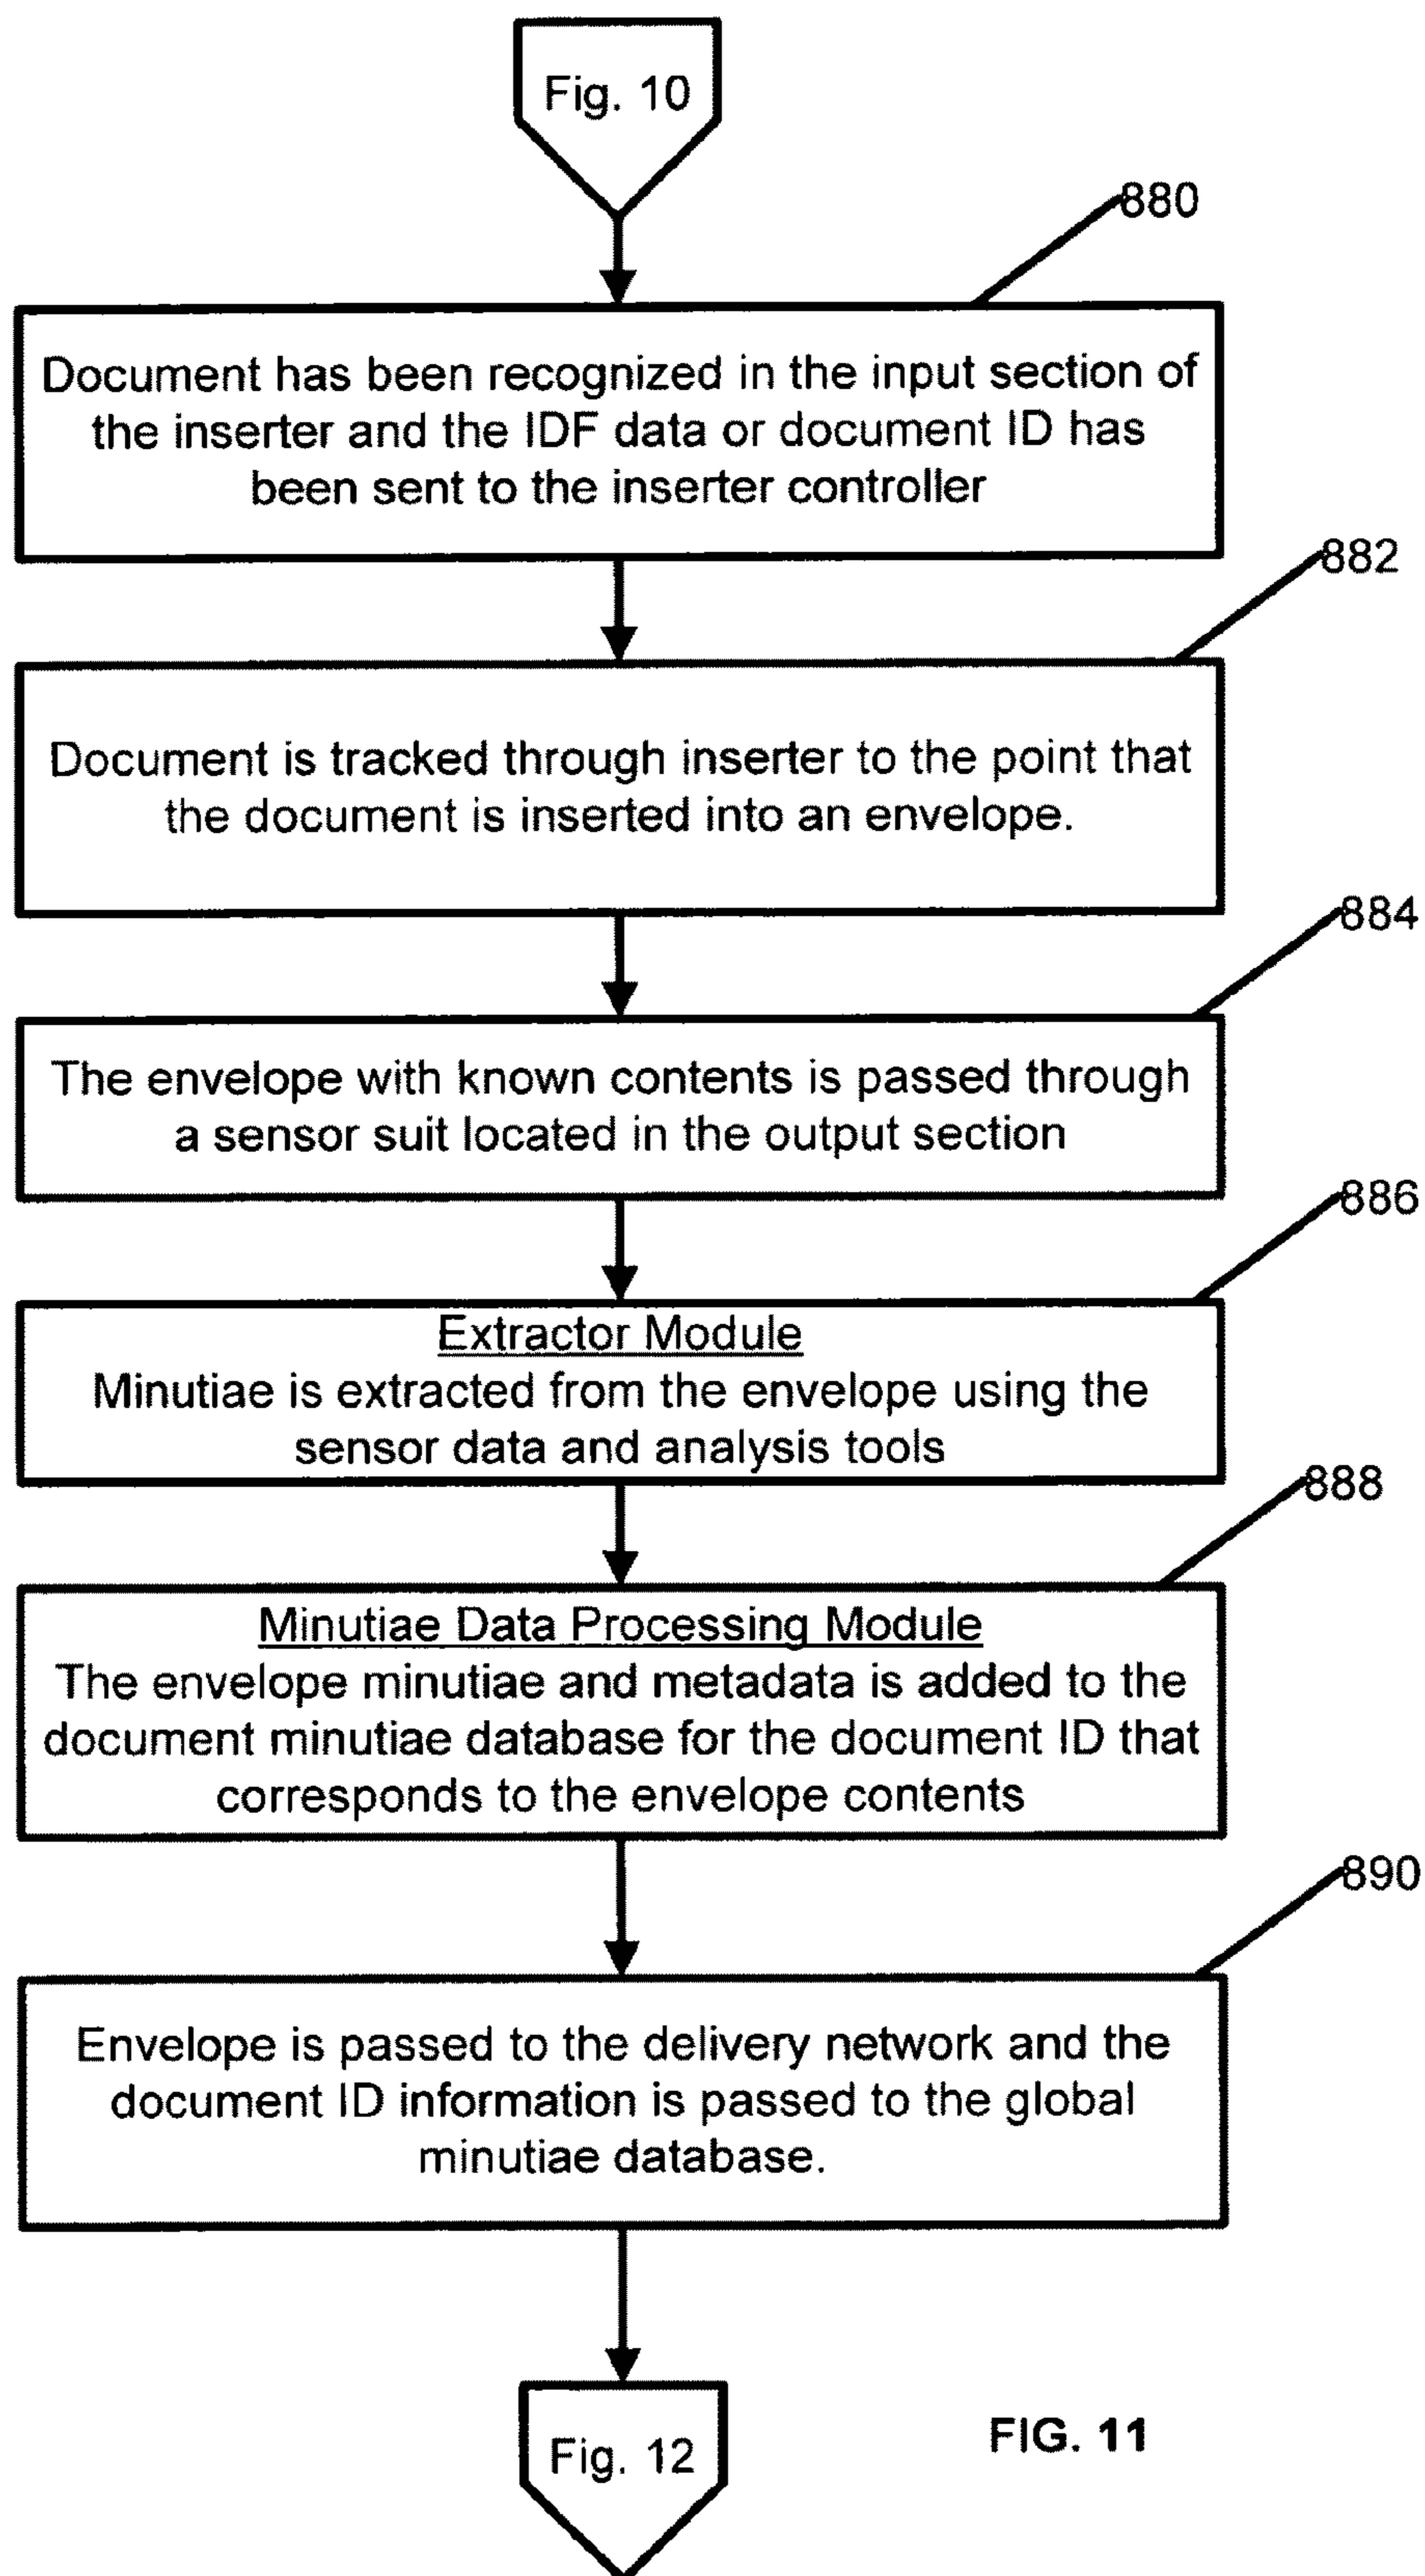 Fig. 10
880
Document has been recognized in the input section of
the inserter and the IDF data or document ID has
been sent to the inserter controller
882
Document is tracked through inserter to the point that
the document is inserted into an envelope.
884
The envelope with known contents is passed through
a sensor suit located in the output section
886
Extractor Module
Minutiae is extracted from the envelope using the
sensor data and analysis tools
888
Minutiae Data Processing Module
The envelope minutiae and metadata is added to the
document minutiae database for the document ID that
corresponds to the envelope contents
890
Envelope is passed to the delivery network and the
document ID information is passed to the global
minutiae database.
Fig. 12
FIG. 11